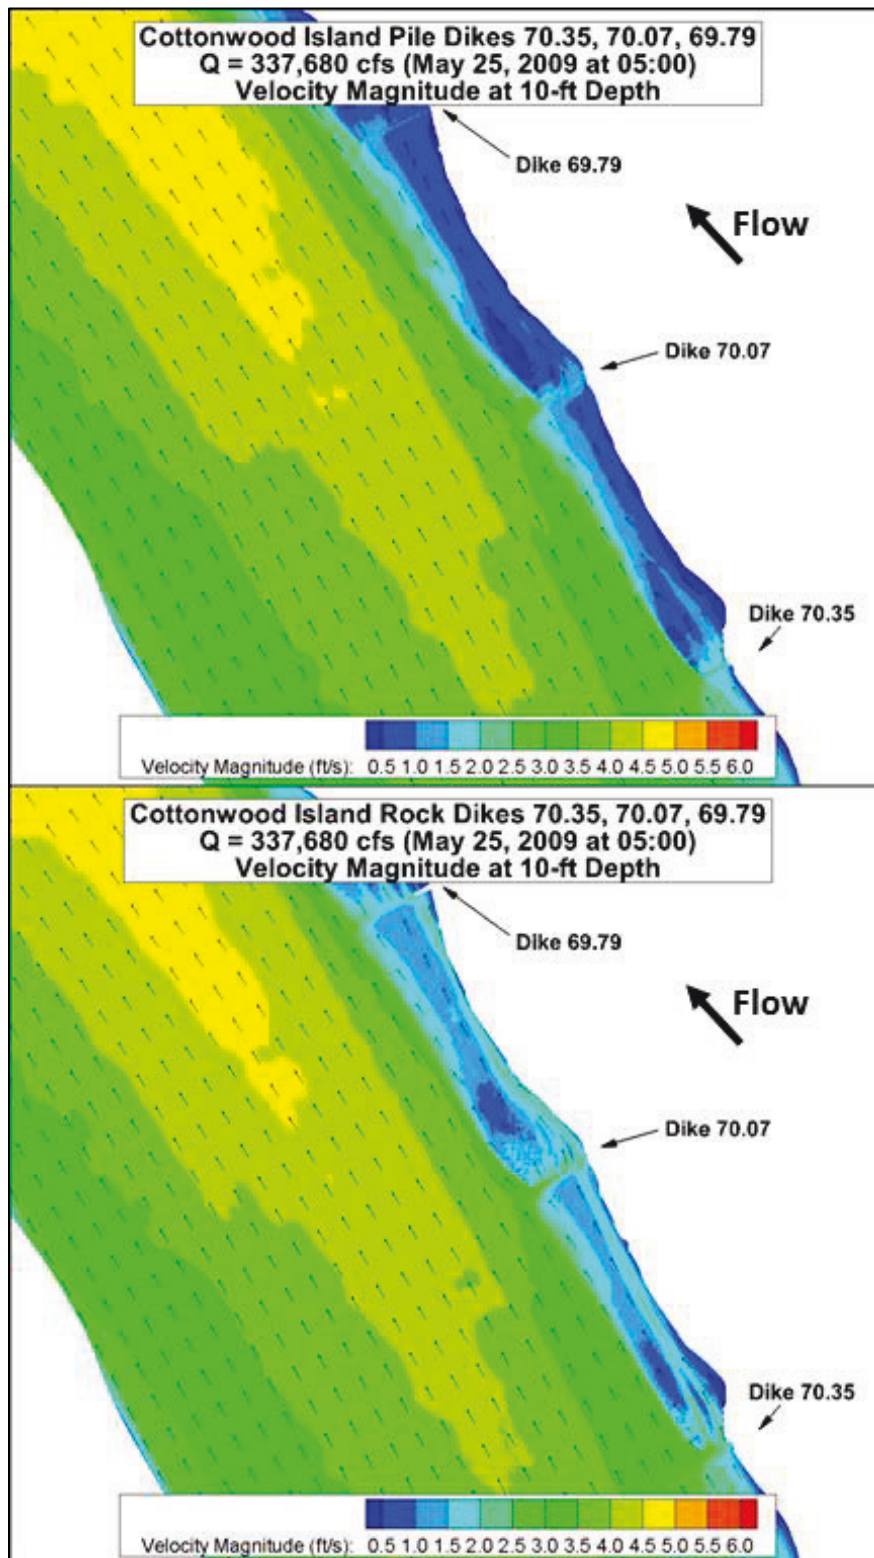 Cottonwood Island Pile Dikes 70.35, 70.07, 69.79
Q = 337,680 cfs (May 25, 2009 at 05:00)
Velocity Magnitude at 10-ft Depth
Dike 69.79
Flow
Dike 70.07
Dike 70.35
Velocity Magnitude (ft/s): 0.5 1.0 1.5 2.0 2.5 3.0 3.5 4.0 4.5 5.0 5.5 6.0
Cottonwood Island Rock Dikes 70.35, 70.07, 69.79
Q = 337,680 cfs (May 25, 2009 at 05:00)
Velocity Magnitude at 10-ft Depth
Dike 69.79
Flow
Dike 70.07
Dike 70.35
Velocity Magnitude (ft/s): 0.5 1.0 1.5 2.0 2.5 3.0 3.5 4.0 4.5 5.0 5.5 6.0